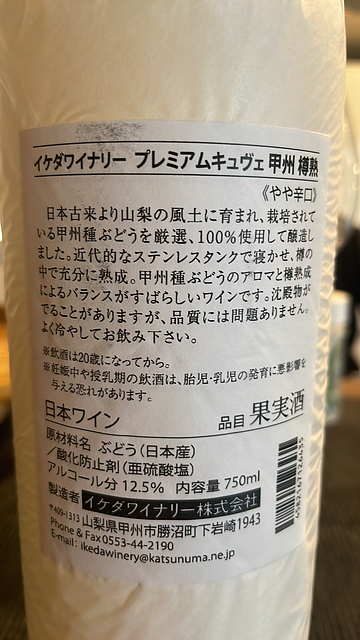 イケダワイナリー プレミアムキュヴェ 甲州 樽熟
《やや辛口》
日本古来より山梨の風土に育まれ、栽培されて
いる甲州種ぶどうを厳選、100%使用して醸造し
ました。近代的なステンレスタンクで寝かせ、樽の
中で充分に熟成。甲州種ぶどうのアロマと樽熟成
によるバランスがすばらしいワインです。沈殿物が
でることがありますが、品質には問題ありません。
よく冷やしてお飲み下さい。
※飲酒は20歳になってから。
※妊娠中や授乳期の飲酒は、胎児・乳児の発育に悪影響を
与える恐れがあります。
日本ワイン 品目 果実酒
原材料名 ぶどう(日本産)
/酸化防止剤(亜硫酸塩)
アルコール分 12.5% 内容量 750ml
製造者 イケダワイナリー株式会社
〒409-1313 山梨県甲州市勝沼町下岩崎1943
Phone & Fax 0553-44-2190
E-mail: ikedawinery@katsunuma.ne.jp